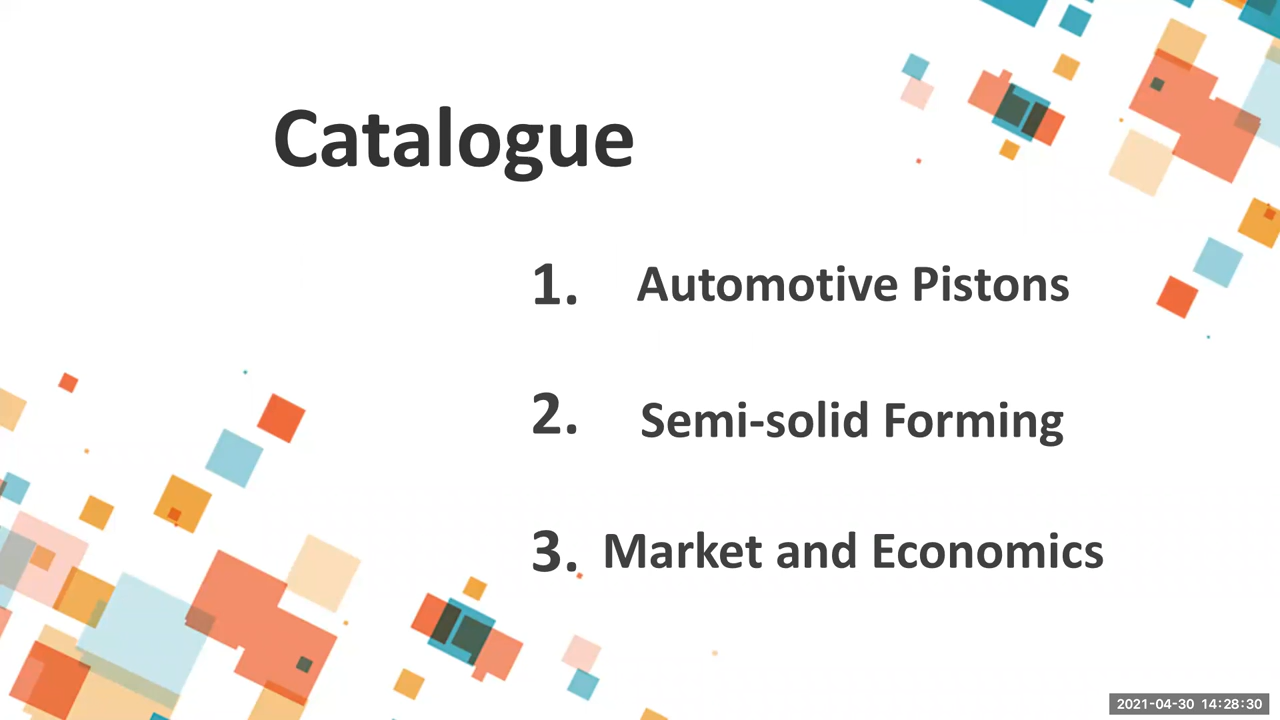 Catalogue
1. Automotive Pistons
2. Semi-solid Forming
3. Market and Economics
2021-04-30 14:28:30